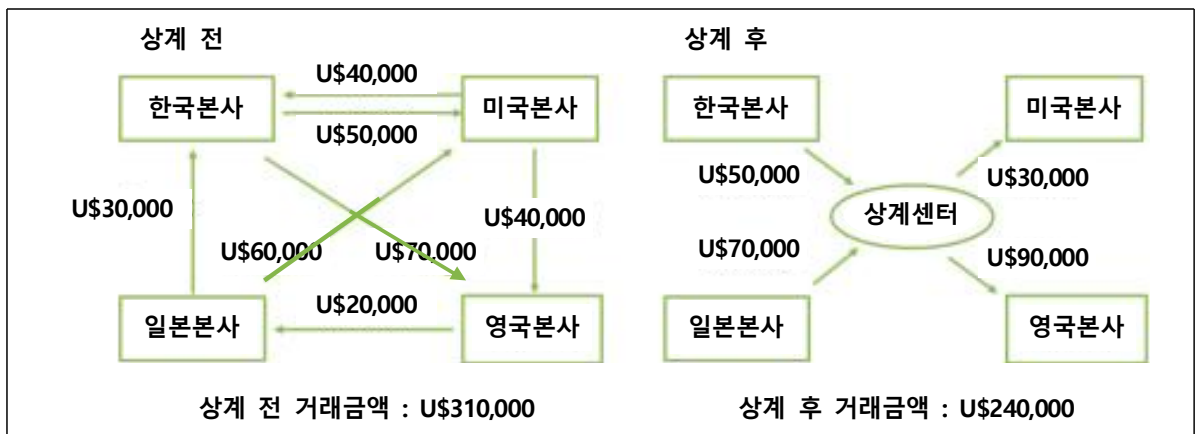 상계 전
U$40,000
한국본사
미국본사
U$50,000
U$30,000
U$40,000
U$60,000
U$70,000
U$20,000
일본본사
영국본사
상계 전 거래금액 : U$310,000
상계 후
한국본사
미국본사
U$50,000
U$30,000
상계센터
U$70,000
U$90,000
일본본사
영국본사
상계 후 거래금액 : U$240,000